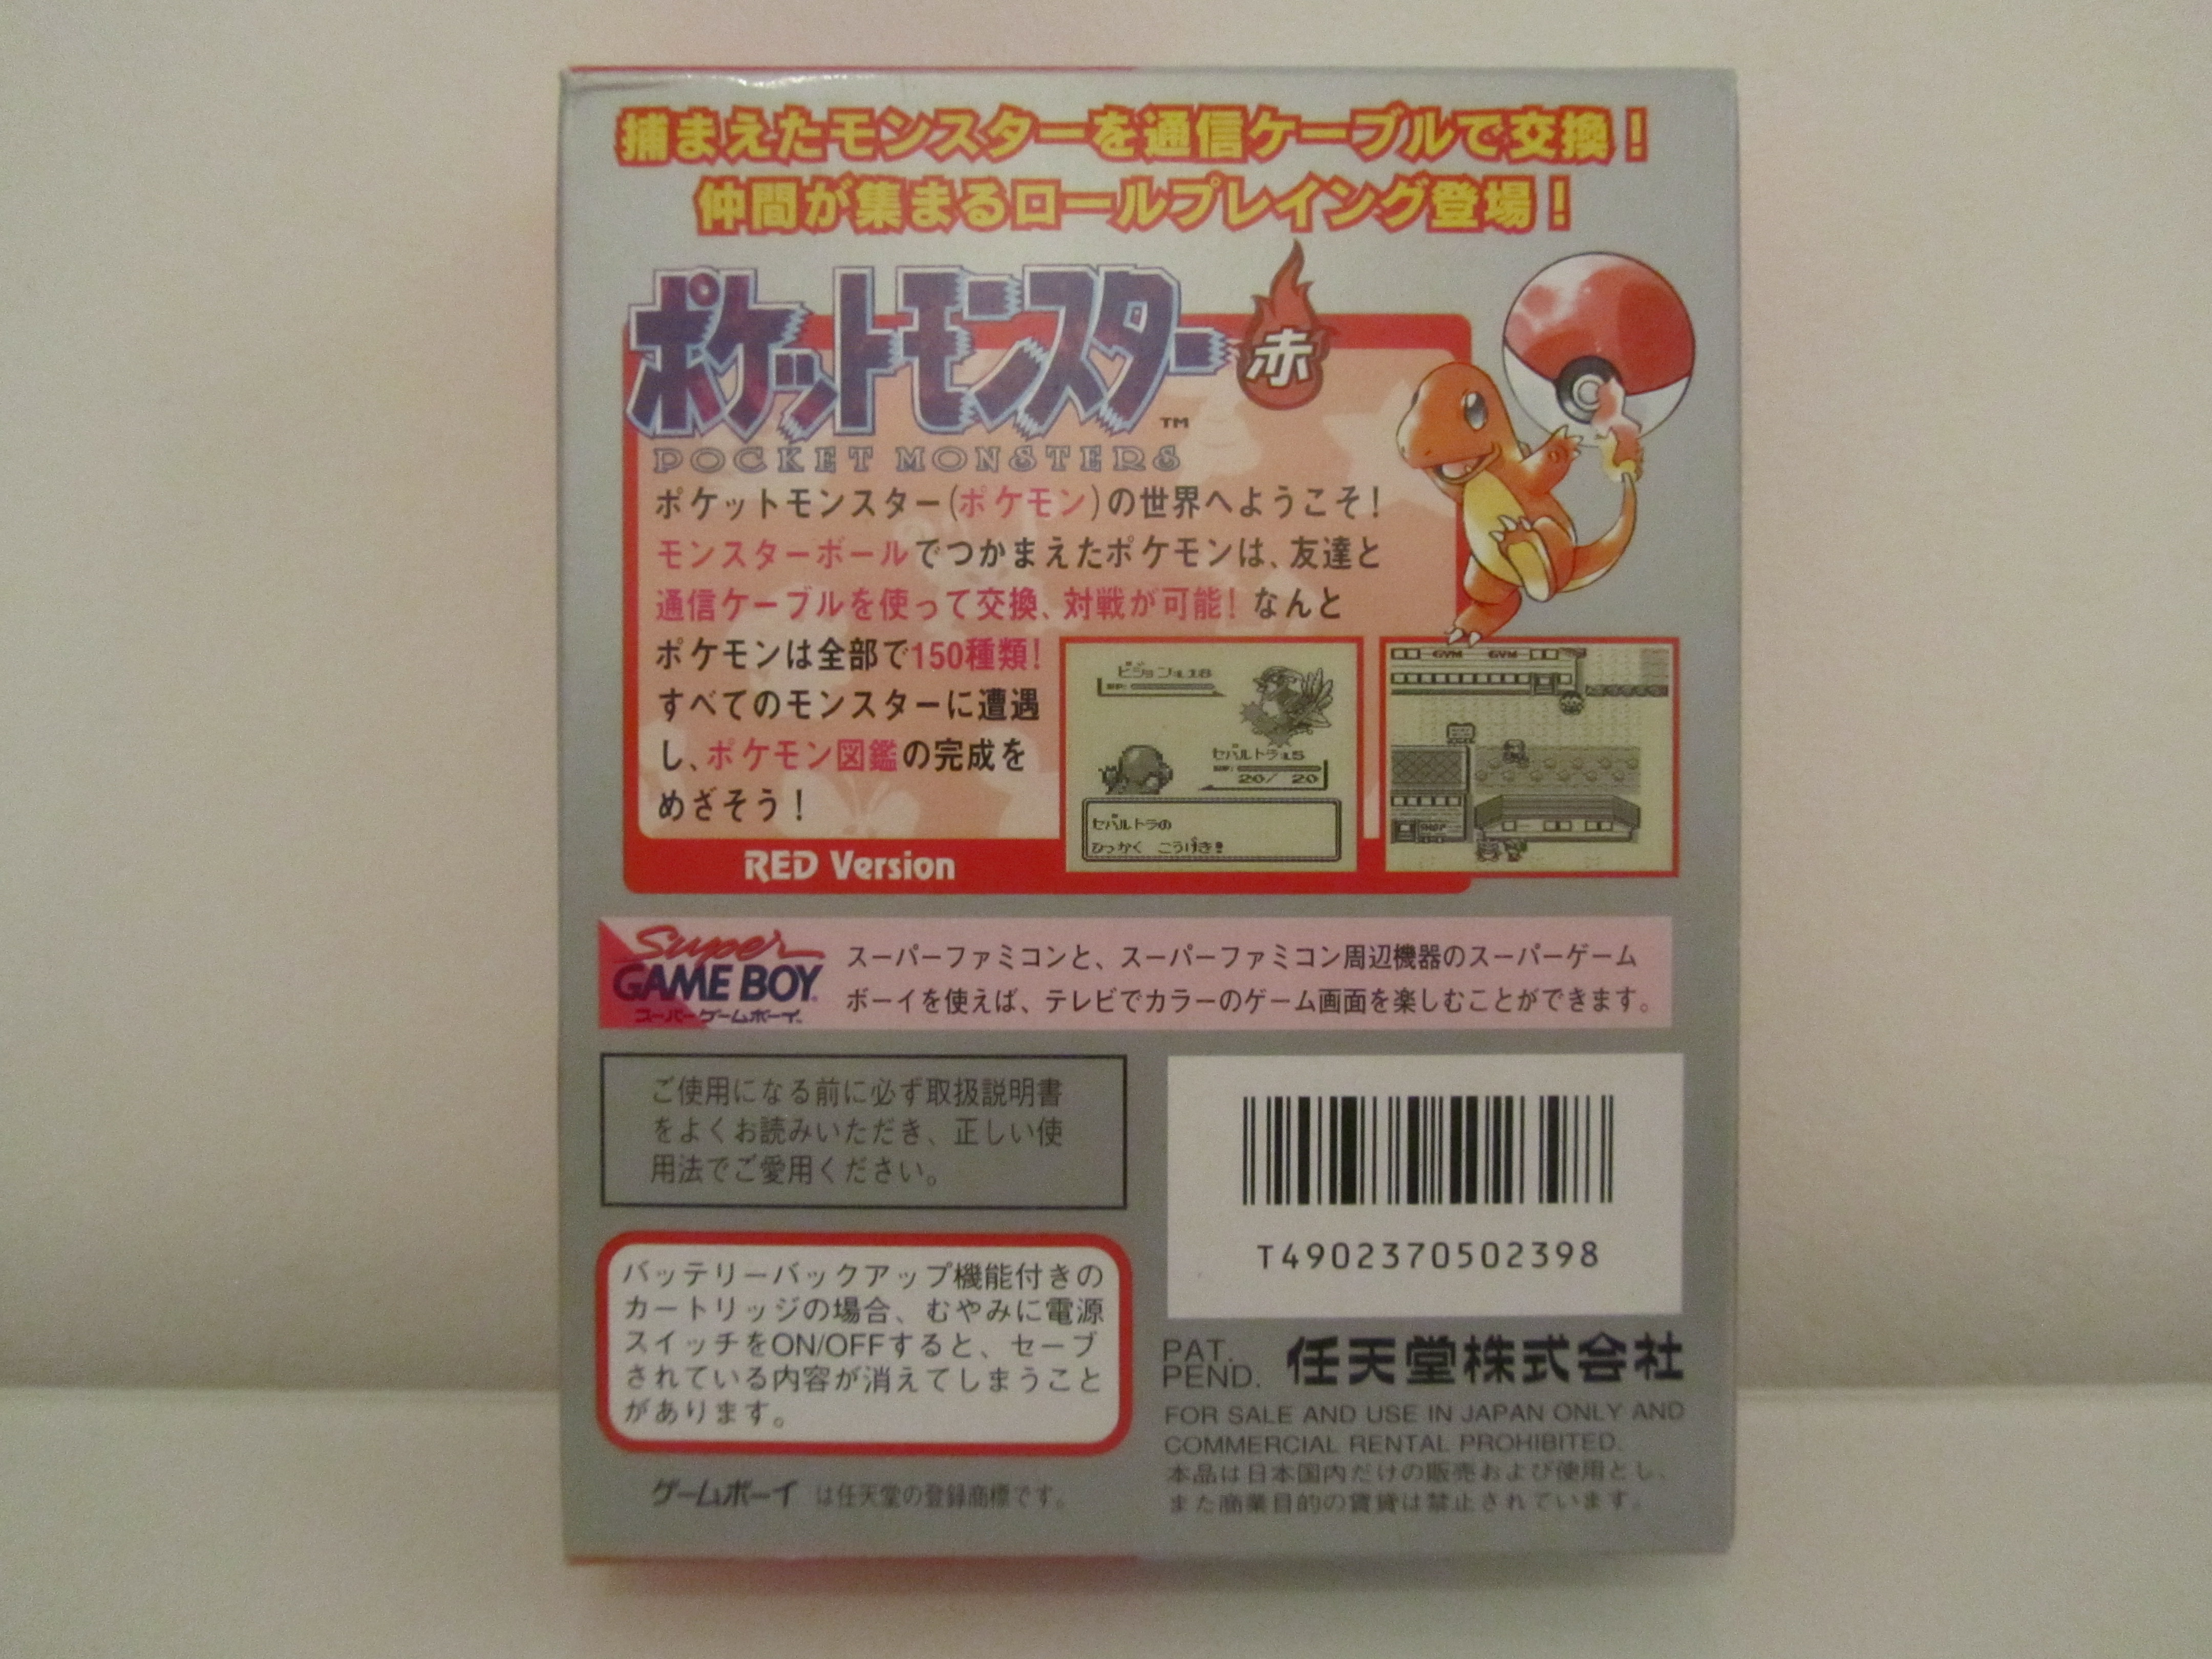 捕まえたモンスターを通信ケーブルで交換！
仲間が集まるロールプレイング登場！
ポケットモンスター 赤
TM
POCKET MONSTERS
ポケットモンスター(ポケモン)の世界へようこそ！
モンスターボールでつかまえたポケモンは、友達と
通信ケーブルを使って交換、対戦が可能！なんと
ポケモンは全部で150種類！
すべてのモンスターに遭遇
し、ポケモン図鑑の完成を
めざそう！
RED Version
ピジョン :L18
HP:
セバルトラ :L5
HP:
20/ 20
セバルトラの
ひっかく こうげき！
GYM GYM
SHOP
Super
GAME BOY
スーパーゲームボーイ
スーパーファミコンと、スーパーファミコン周辺機器のスーパーゲーム
ボーイを使えば、テレビでカラーのゲーム画面を楽しむことができます。
ご使用になる前に必ず取扱説明書
をよくお読みいただき、正しい使
用法でご愛用ください。
バッテリーバックアップ機能付きの
カートリッジの場合、むやみに電源
スイッチをON/OFFすると、セーブ
されている内容が消えてしまうこと
があります。
ゲームボーイ は任天堂の登録商標です。
T4902370502398
PAT.
PEND. 任天堂株式会社
FOR SALE AND USE IN JAPAN ONLY AND
COMMERCIAL RENTAL PROHIBITED.
本品は日本国内だけの販売および使用とし、
また商業目的の賃貸は禁止されています。